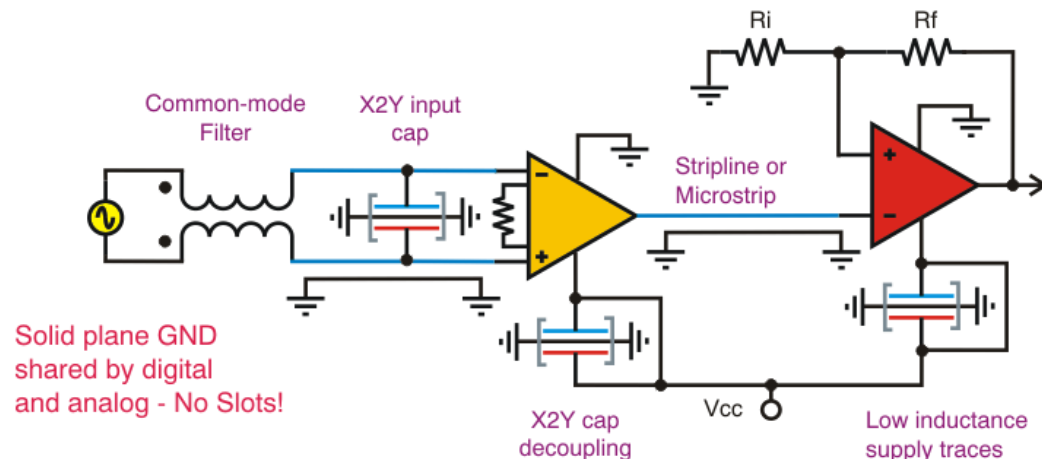 Ri
Rf
Common-mode
Filter
X2Y input
cap
Stripline or
Microstrip
+
−
−
+
Solid plane GND
shared by digital
and analog - No Slots!
Vcc
X2Y cap
decoupling
Low inductance
supply traces